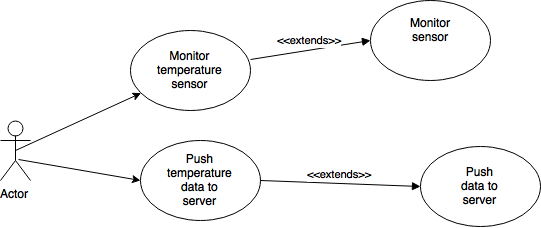 Monitor
temperature
sensor
<<extends>>
Monitor
sensor
Actor
Push
temperature
data to
server
<<extends>>
Push
data to
server